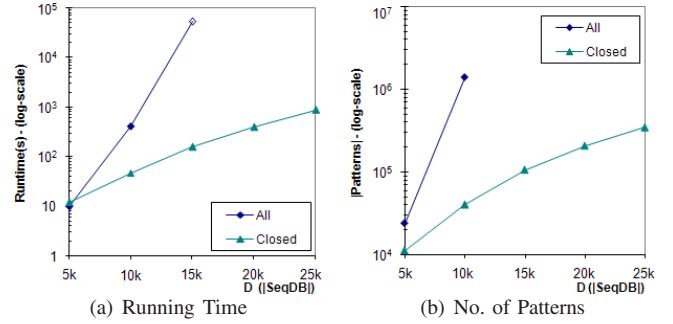 Runtime(s) - (log-scale)
10^5
10^4
10^3
10^2
10
1
5k 10k 15k 20k 25k
D (|SeqDB|)
All
Closed
(a) Running Time
|Patterns| - (log-scale)
10^7
10^6
10^5
10^4
5k 10k 15k 20k 25k
D (|SeqDB|)
All
Closed
(b) No. of Patterns